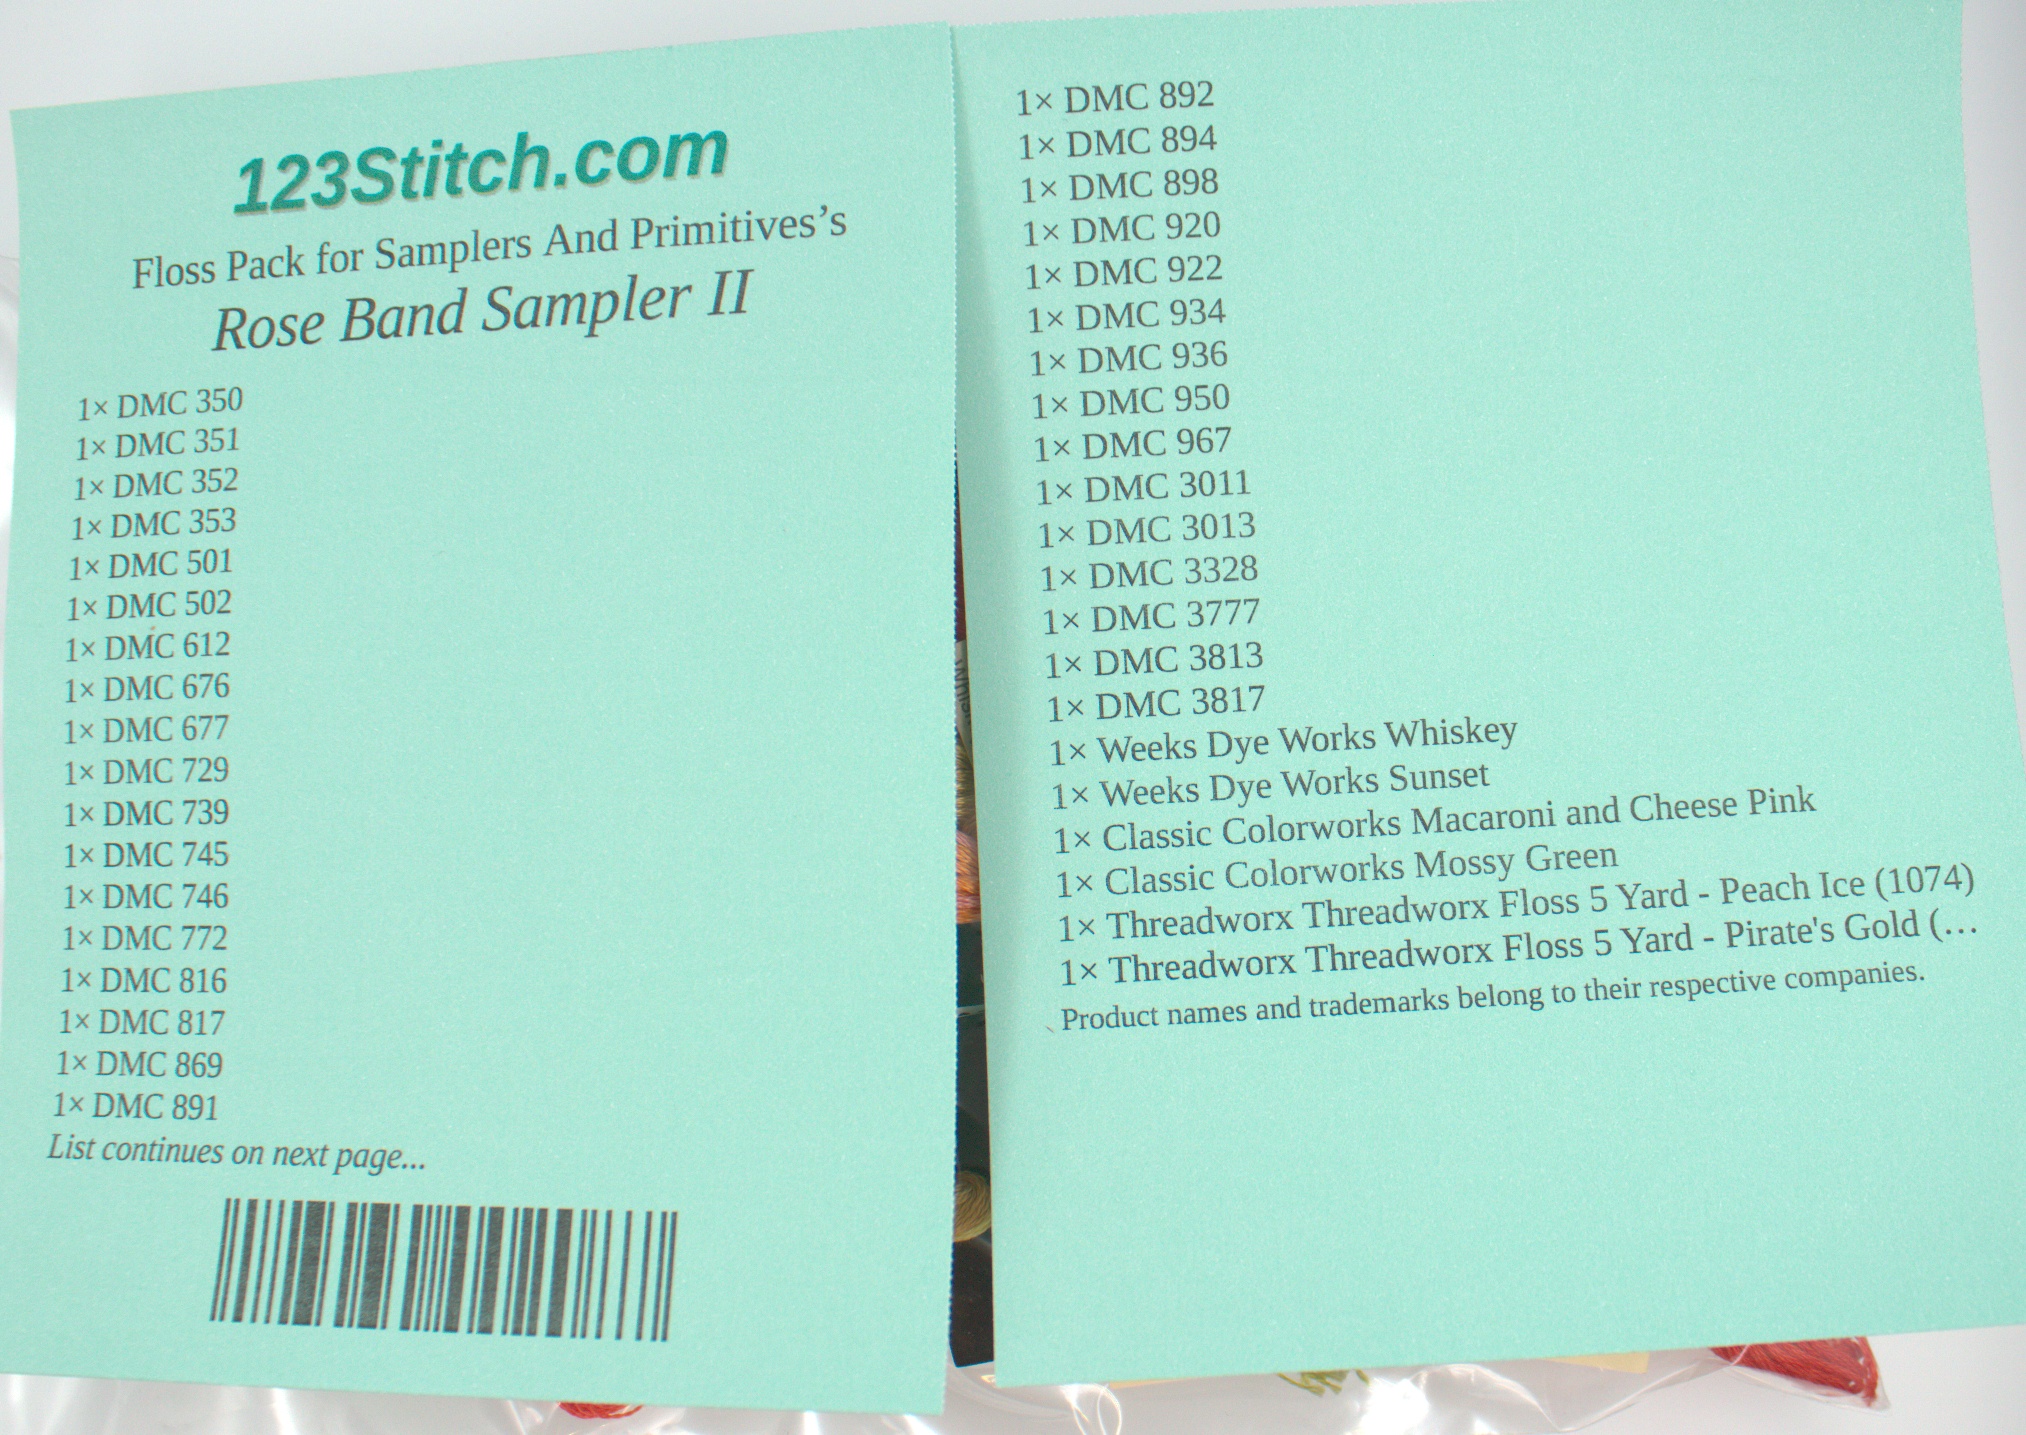 123Stitch.com
Floss Pack for Samplers And Primitives’s
Rose Band Sampler II
1× DMC 350
1× DMC 351
1× DMC 352
1× DMC 353
1× DMC 501
1× DMC 502
1× DMC 612
1× DMC 676
1× DMC 677
1× DMC 729
1× DMC 739
1× DMC 745
1× DMC 746
1× DMC 772
1× DMC 816
1× DMC 817
1× DMC 869
1× DMC 891
List continues on next page...
1× DMC 892
1× DMC 894
1× DMC 898
1× DMC 920
1× DMC 922
1× DMC 934
1× DMC 936
1× DMC 950
1× DMC 967
1× DMC 3011
1× DMC 3013
1× DMC 3328
1× DMC 3777
1× DMC 3813
1× DMC 3817
1× Weeks Dye Works Whiskey
1× Weeks Dye Works Sunset
1× Classic Colorworks Macaroni and Cheese Pink
1× Classic Colorworks Mossy Green
1× Threadworx Threadworx Floss 5 Yard - Peach Ice (1074)
1× Threadworx Threadworx Floss 5 Yard - Pirate's Gold (…
Product names and trademarks belong to their respective companies.